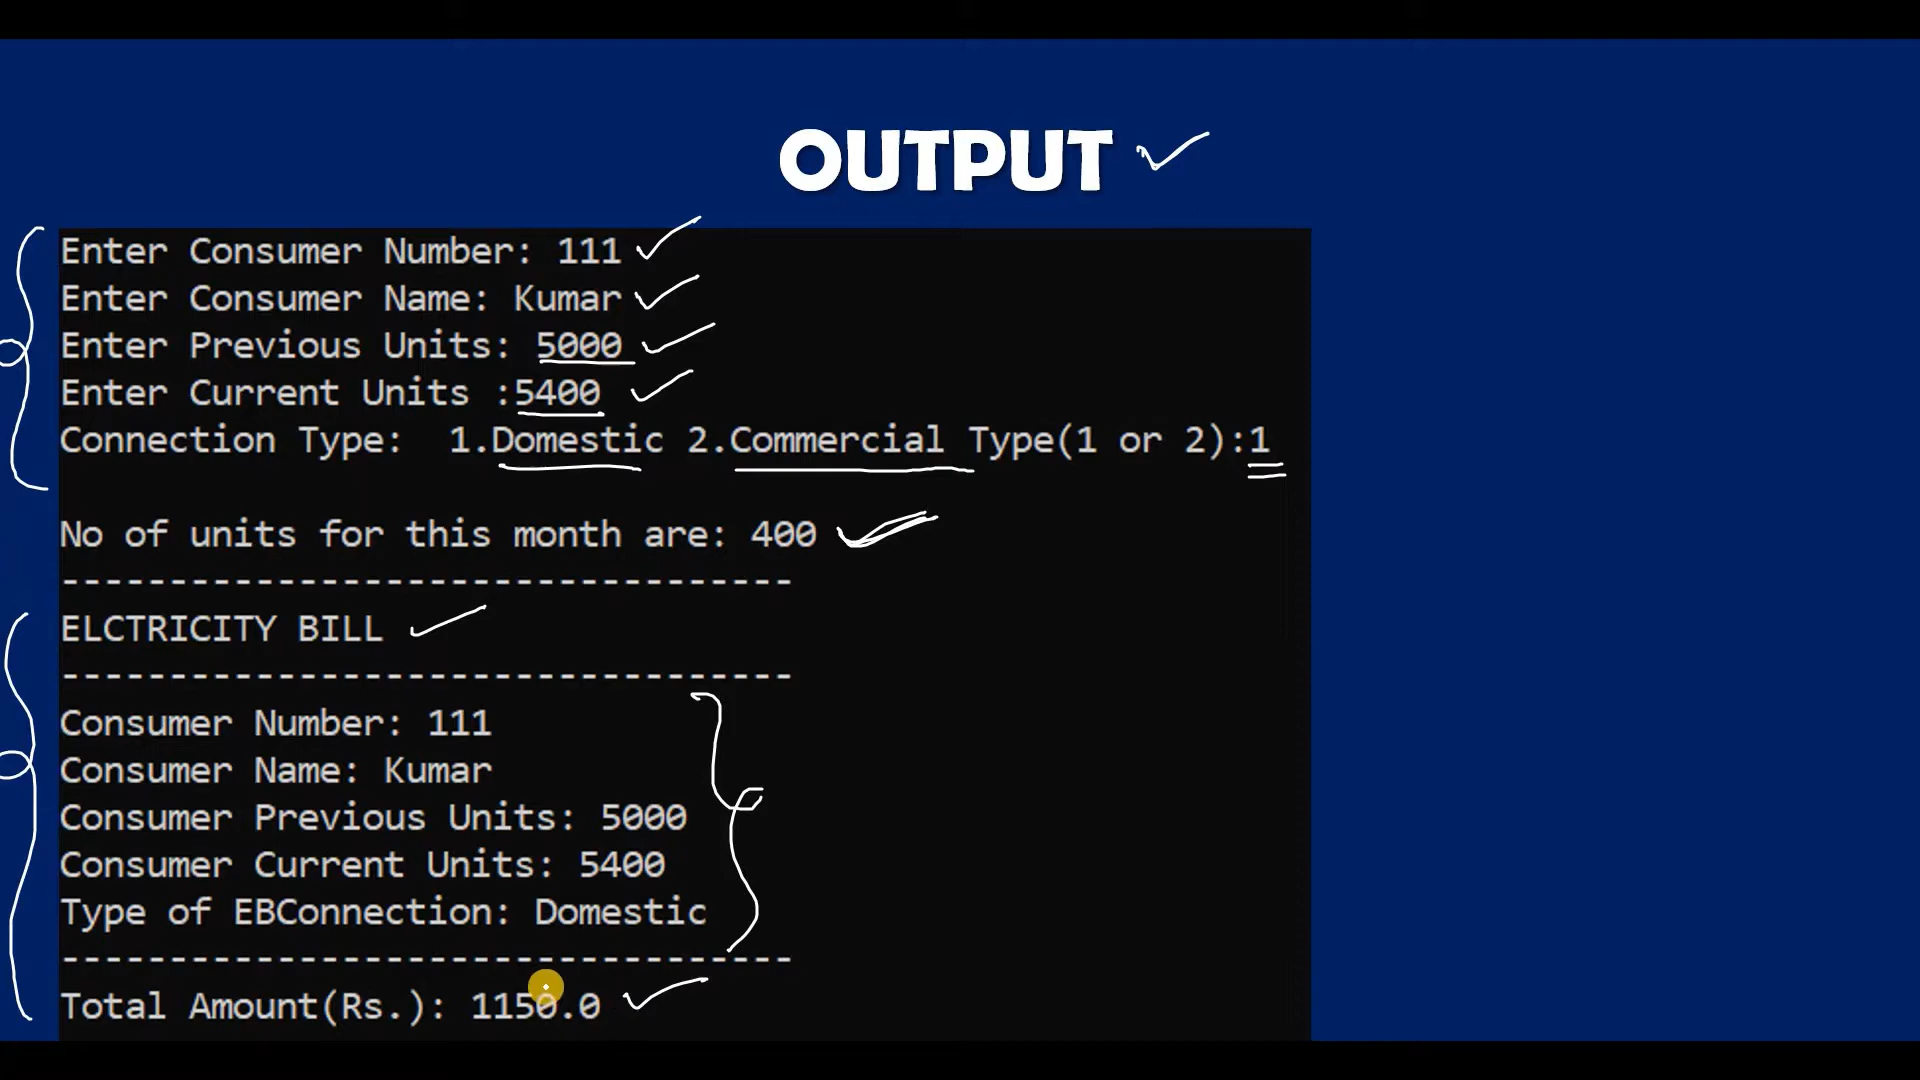 OUTPUT
Enter Consumer Number: 111
Enter Consumer Name: Kumar
Enter Previous Units: 5000
Enter Current Units :5400
Connection Type:  1.Domestic 2.Commercial Type(1 or 2):1
No of units for this month are: 400
----------------------------------
ELCTRICITY BILL
----------------------------------
Consumer Number: 111
Consumer Name: Kumar
Consumer Previous Units: 5000
Consumer Current Units: 5400
Type of EBConnection: Domestic
----------------------------------
Total Amount(Rs.): 1150.0